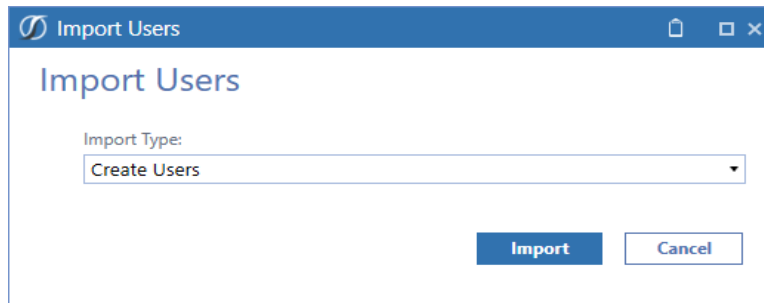 Import Users
Import Users
Import Type:
Create Users
Import Cancel